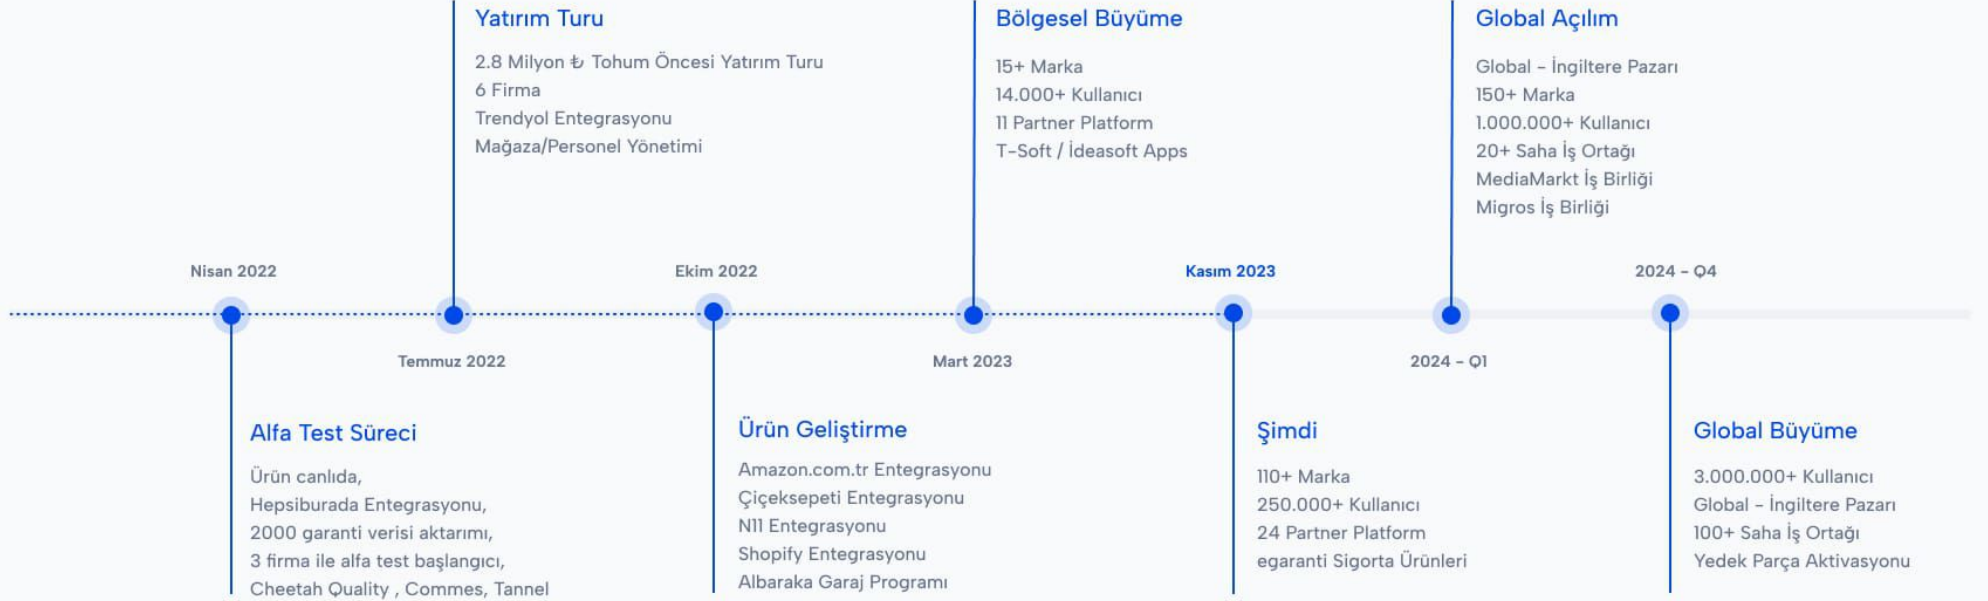 Yatırım Turu
2.8 Milyon ₺ Tohum Öncesi Yatırım Turu
6 Firma
Trendyol Entegrasyonu
Mağaza/Personel Yönetimi
Bölgesel Büyüme
15+ Marka
14.000+ Kullanıcı
11 Partner Platform
T-Soft / İdeasoft Apps
Global Açılım
Global - İngiltere Pazarı
150+ Marka
1.000.000+ Kullanıcı
20+ Saha İş Ortağı
MediaMarkt İş Birliği
Migros İş Birliği
Nisan 2022
Ekim 2022
Kasım 2023
2024 - Q4
Temmuz 2022
Mart 2023
2024 - Q1
Alfa Test Süreci
Ürün canlıda,
Hepsiburada Entegrasyonu,
2000 garanti verisi aktarımı,
3 firma ile alfa test başlangıcı,
Cheetah Quality , Commes, Tannel
Ürün Geliştirme
Amazon.com.tr Entegrasyonu
Çiçeksepeti Entegrasyonu
N11 Entegrasyonu
Shopify Entegrasyonu
Albaraka Garaj Programı
Şimdi
110+ Marka
250.000+ Kullanıcı
24 Partner Platform
egaranti Sigorta Ürünleri
Global Büyüme
3.000.000+ Kullanıcı
Global - İngiltere Pazarı
100+ Saha İş Ortağı
Yedek Parça Aktivasyonu